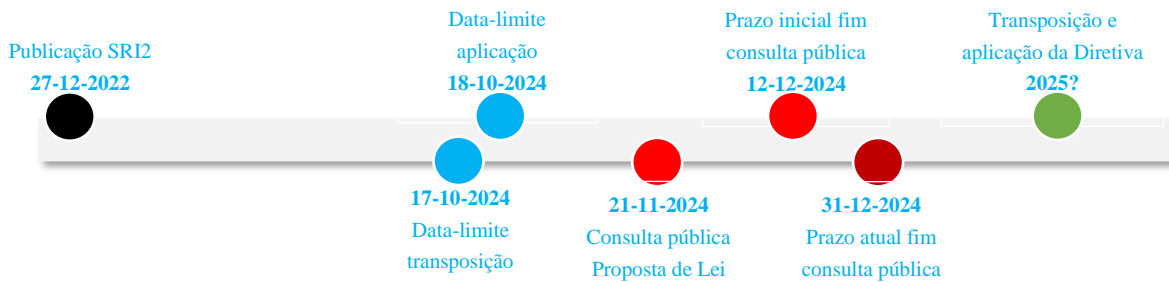 Publicação SRI2
27-12-2022
Data-limite
aplicação
18-10-2024
Prazo inicial fim
consulta pública
12-12-2024
Transposição e
aplicação da Diretiva
2025?
17-10-2024
Data-limite
transposição
21-11-2024
Consulta pública
Proposta de Lei
31-12-2024
Prazo atual fim
consulta pública